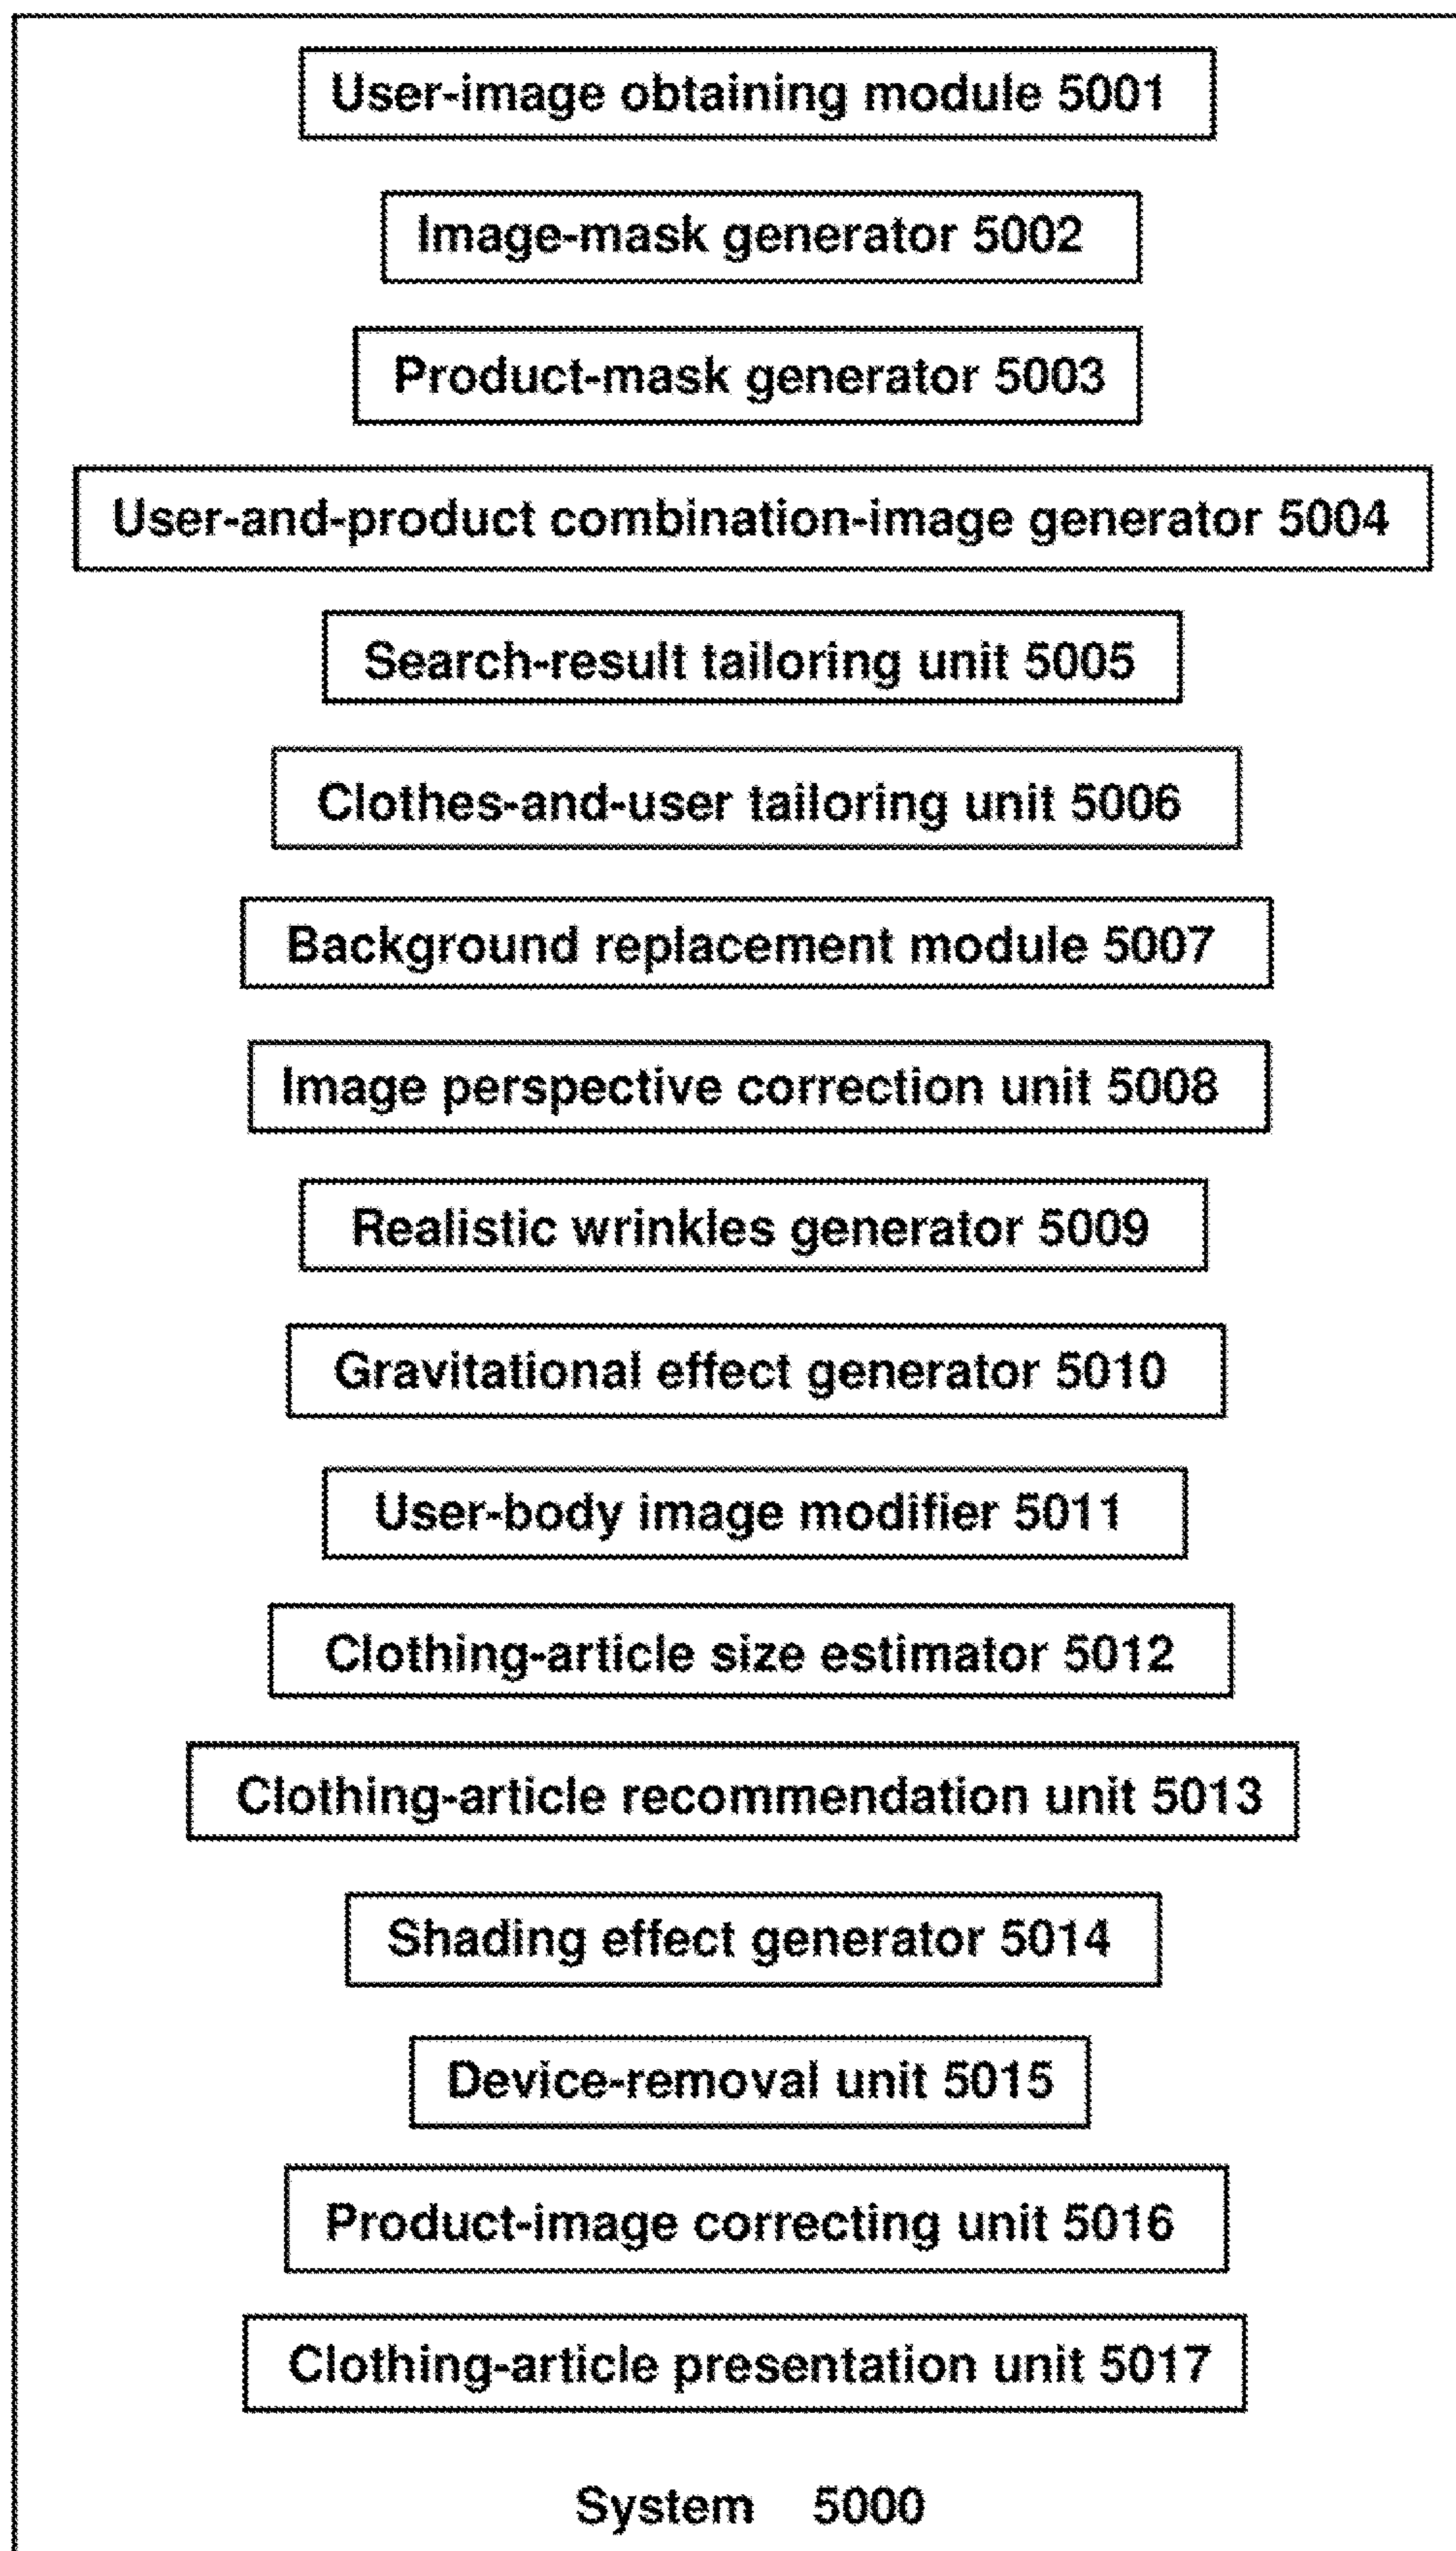 User-image obtaining module 5001
Image-mask generator 5002
Product-mask generator 5003
User-and-product combination-image generator 5004
Search-result tailoring unit 5005
Clothes-and-user tailoring unit 5006
Background replacement module 5007
Image perspective correction unit 5008
Realistic wrinkles generator 5009
Gravitational effect generator 5010
User-body image modifier 5011
Clothing-article size estimator 5012
Clothing-article recommendation unit 5013
Shading effect generator 5014
Device-removal unit 5015
Product-image correcting unit 5016
Clothing-article presentation unit 5017
System 5000